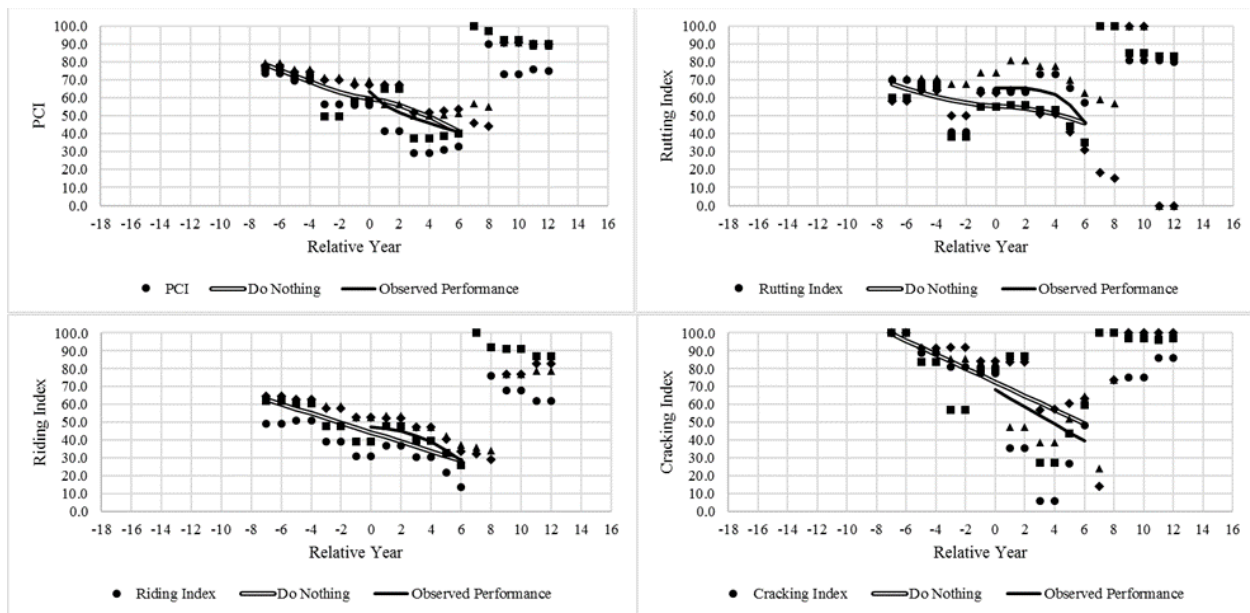 PCI
100.0
90.0
80.0
70.0
60.0
50.0
40.0
30.0
20.0
10.0
0.0
-18 -16 -14 -12 -10 -8 -6 -4 -2 0 2 4 6 8 10 12 14 16
Relative Year
PCI Do Nothing Observed Performance
Rutting Index
100.0
90.0
80.0
70.0
60.0
50.0
40.0
30.0
20.0
10.0
0.0
-18 -16 -14 -12 -10 -8 -6 -4 -2 0 2 4 6 8 10 12 14 16
Relative Year
Rutting Index Do Nothing Observed Performance
Riding Index
100.0
90.0
80.0
70.0
60.0
50.0
40.0
30.0
20.0
10.0
0.0
-18 -16 -14 -12 -10 -8 -6 -4 -2 0 2 4 6 8 10 12 14 16
Relative Year
Riding Index Do Nothing Observed Performance
Cracking Index
100.0
90.0
80.0
70.0
60.0
50.0
40.0
30.0
20.0
10.0
0.0
-18 -16 -14 -12 -10 -8 -6 -4 -2 0 2 4 6 8 10 12 14 16
Relative Year
Cracking Index Do Nothing Observed Performance